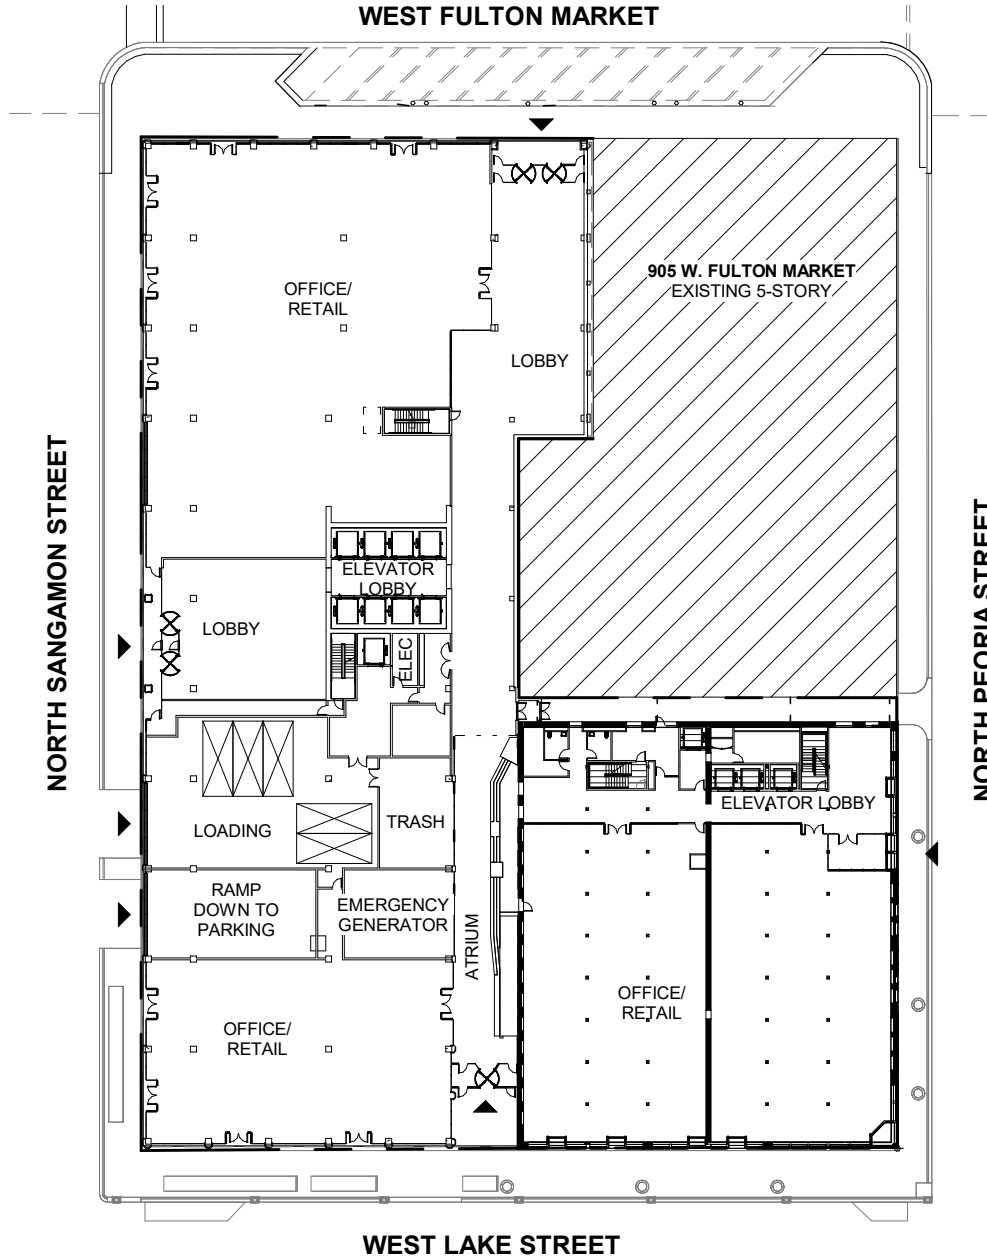 WEST FULTON MARKET
905 W. FULTON MARKET
EXISTING 5-STORY
OFFICE/
RETAIL
LOBBY
NORTH SANGAMON STREET
NORTH PEORIA STREET
ELEVATOR
LOBBY
LOBBY
ELEC
ELEVATOR LOBBY
LOADING
TRASH
RAMP
DOWN TO
PARKING
EMERGENCY
GENERATOR
ATRIUM
OFFICE/
RETAIL
OFFICE/
RETAIL
WEST LAKE STREET